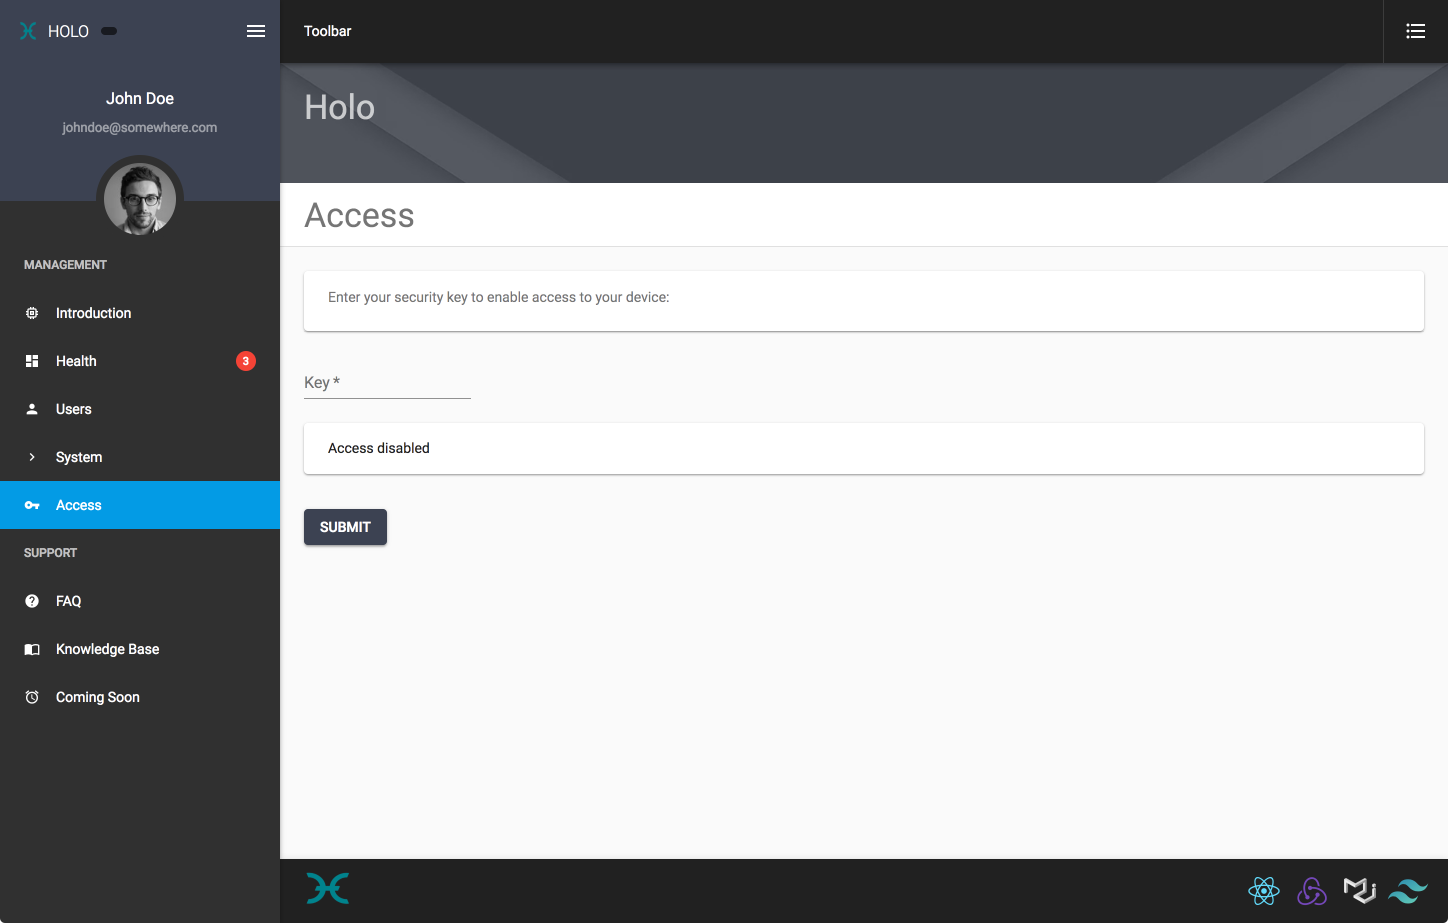 HOLO
Toolbar
John Doe
johndoe@somewhere.com
Holo
Access
MANAGEMENT
Introduction
Health 3
Users
System
Access
SUPPORT
FAQ
Knowledge Base
Coming Soon
Enter your security key to enable access to your device:
Key *
Access disabled
SUBMIT